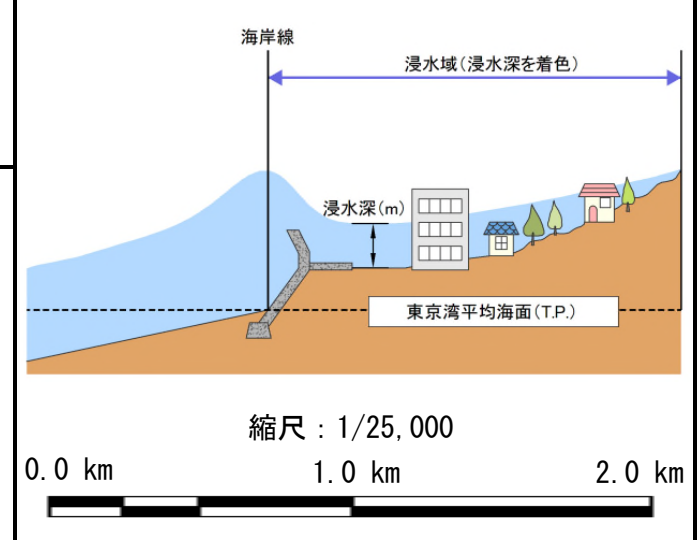 海岸線
浸水域(浸水深を着色)
浸水深(m)
東京湾平均海面(T.P.)
縮尺：1/25,000
0.0 km 1.0 km 2.0 km